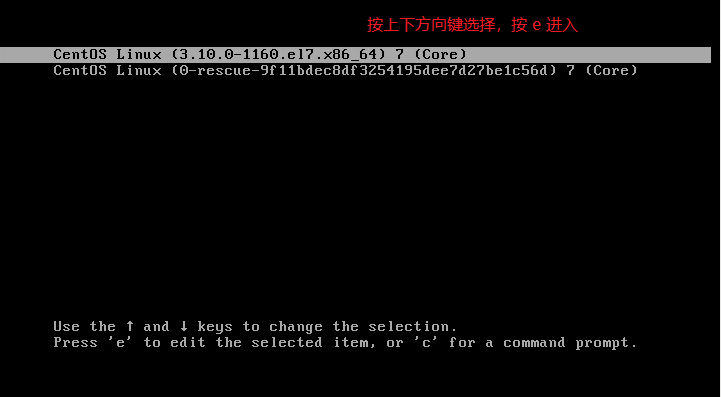 按上下方向键选择，按 e 进入
CentOS Linux (3.10.0-1160.el7.x86_64) 7 (Core)
CentOS Linux (0-rescue-9f11bdec8df3254195dee7d27be1c56d) 7 (Core)
Use the ↑ and ↓ keys to change the selection.
Press 'e' to edit the selected item, or 'c' for a command prompt.